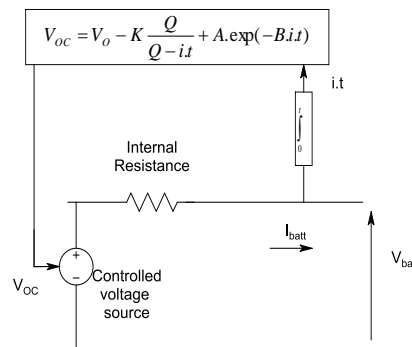 V_OC = V_O − K Q/(Q − i.t) + A.exp(−B.i.t)
i.t
t
∫
0
Internal
Resistance
I_batt
+
−
V_OC
Controlled
voltage
source
V_ba